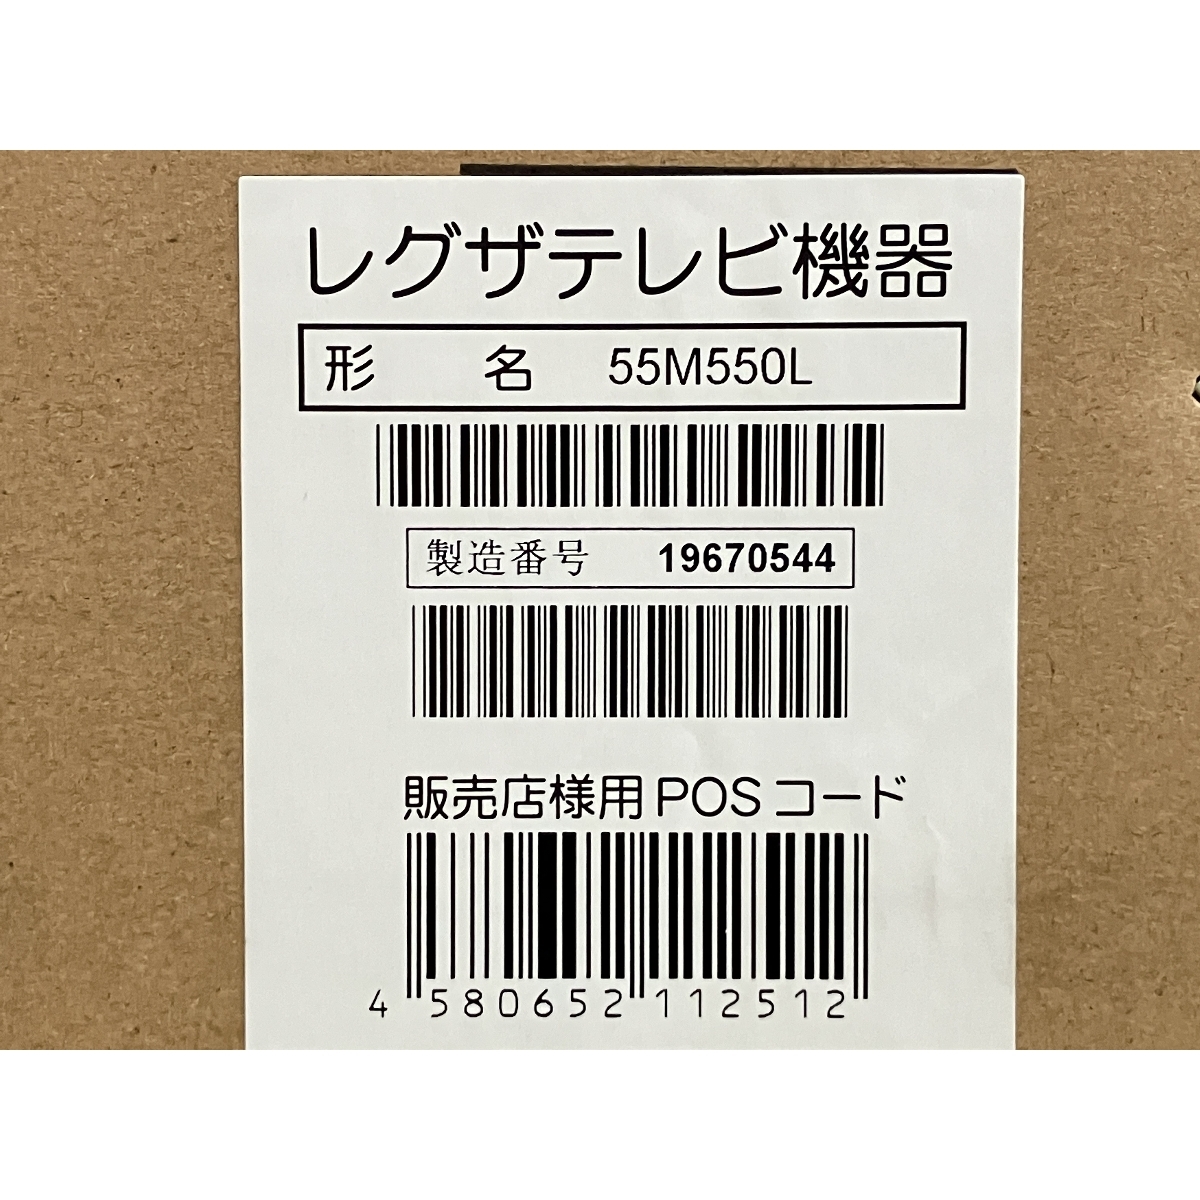 レグザテレビ機器
形 名 55M550L
製造番号 19670544
販売店様用POSコード
4 580652 112512